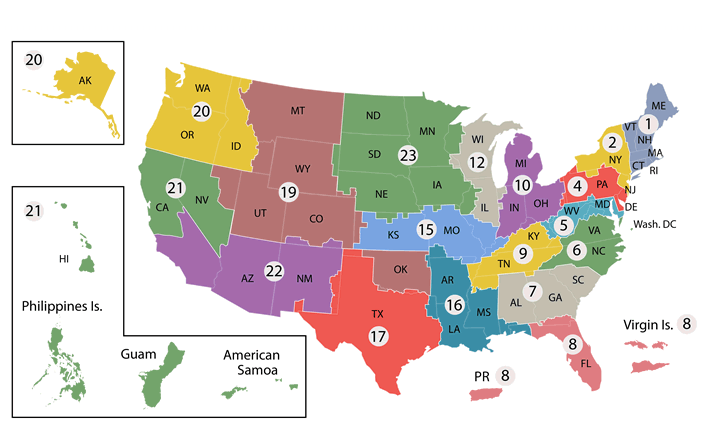 20
AK
21
HI
Philippines Is.
Guam
American
Samoa
WA
20
OR
ID
MT
ND
MN
SD
23
NE
IA
WI
12
IL
MI
10
IN
OH
ME
1
VT
NH
MA
CT
RI
2
NY
4
PA
NJ
DE
MD
WV
5
Wash. DC
VA
6
NC
21
CA
NV
WY
19
UT
CO
15
KS
MO
KY
9
TN
22
AZ
NM
OK
TX
17
AR
16
LA
MS
SC
7
AL
GA
8
FL
Virgin Is. 8
PR 8